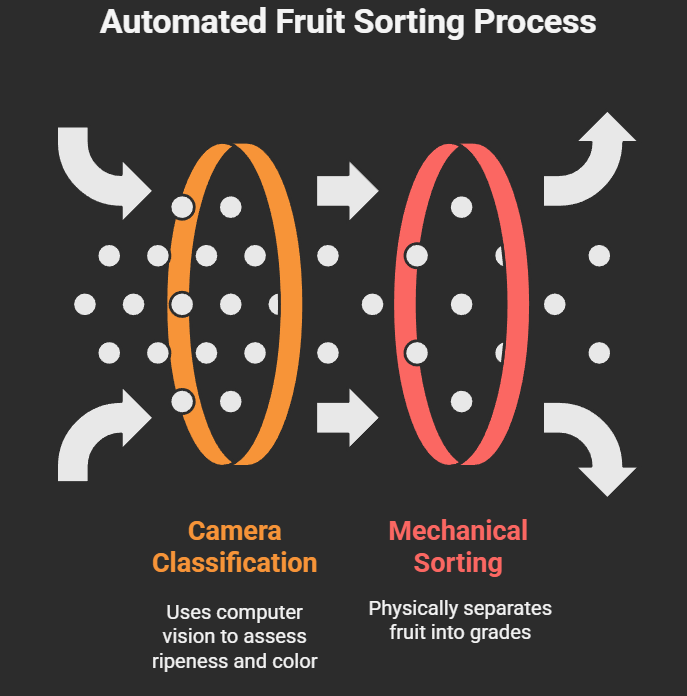 Automated Fruit Sorting Process
Camera
Classification
Uses computer
vision to assess
ripeness and color
Mechanical
Sorting
Physically separates
fruit into grades